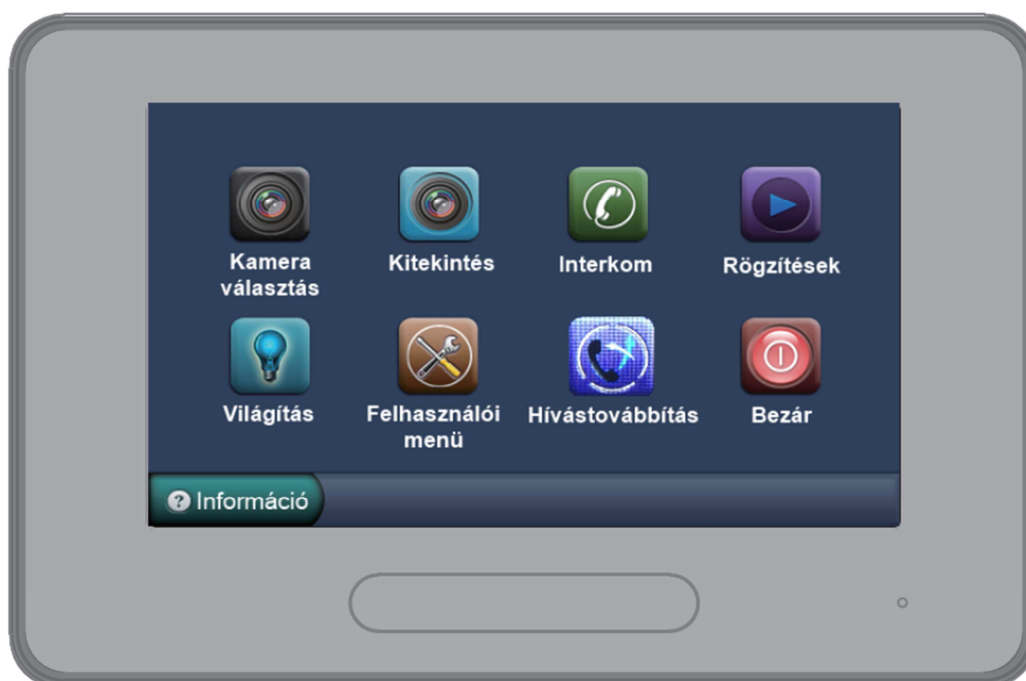 Kamera
választás
Kitekintés
Interkom
Rögzítések
Világítás
Felhasználói
menü
Hívástovábbítás
Bezár
? Információ